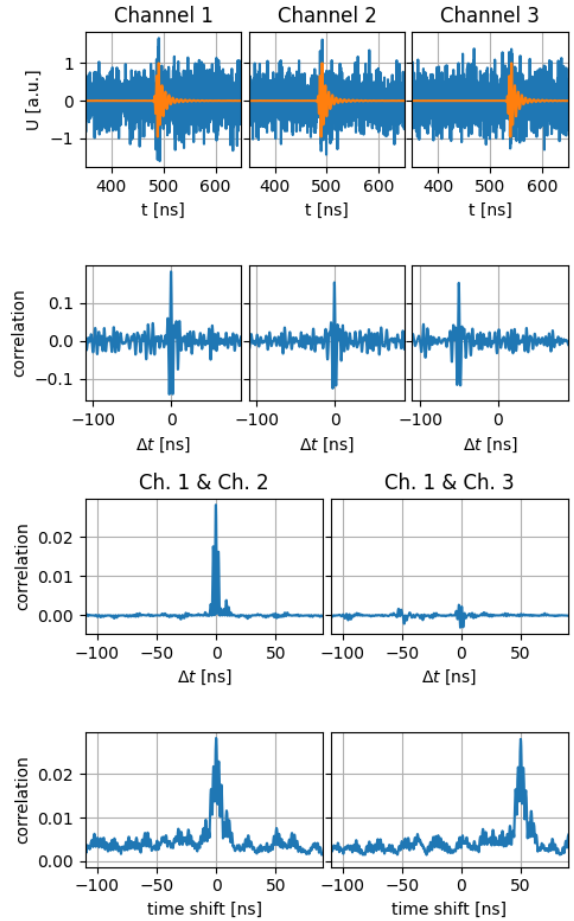 Channel 1 Channel 2 Channel 3
U [a.u.]
1
0
−1
400 500 600 400 500 600 400 500 600
t [ns] t [ns] t [ns]
correlation
0.1
0.0
−0.1
−100 0 −100 0 −100 0
Δt [ns] Δt [ns] Δt [ns]
Ch. 1 & Ch. 2 Ch. 1 & Ch. 3
correlation
0.02
0.01
0.00
−100 −50 0 50 −100 −50 0 50
Δt [ns] Δt [ns]
correlation
0.02
0.01
0.00
−100 −50 0 50 −100 −50 0 50
time shift [ns] time shift [ns]